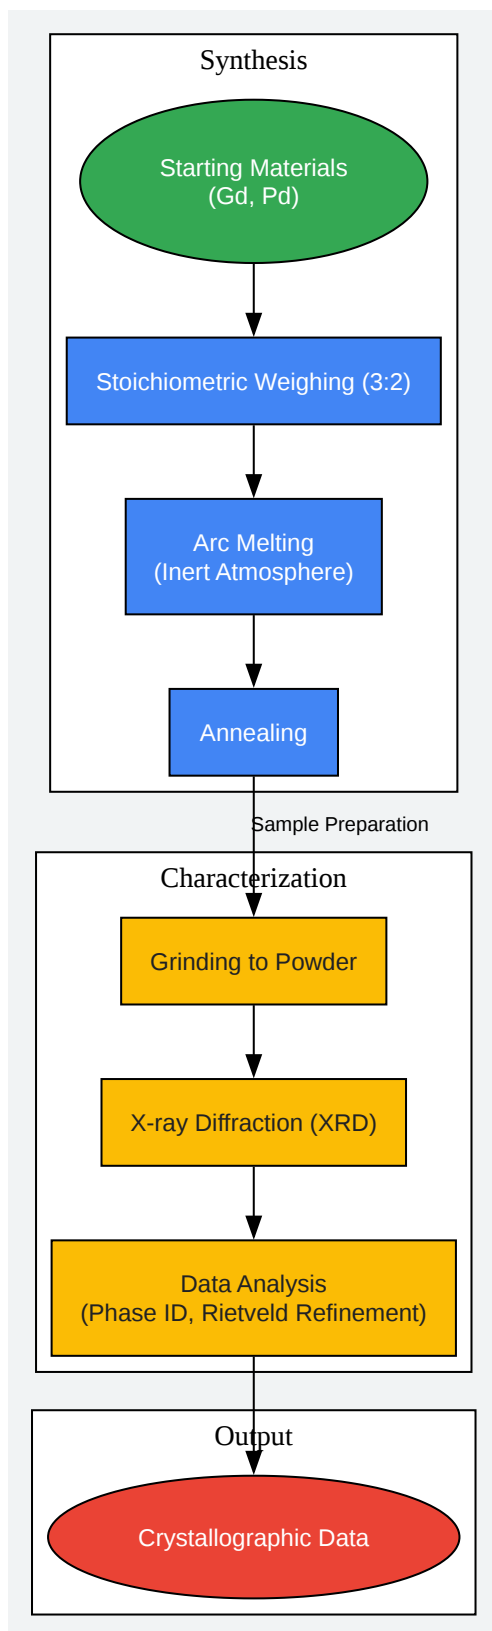 Synthesis
Starting Materials
(Gd, Pd)
Stoichiometric Weighing (3:2)
Arc Melting
(Inert Atmosphere)
Annealing
Sample Preparation
Characterization
Grinding to Powder
X-ray Diffraction (XRD)
Data Analysis
(Phase ID, Rietveld Refinement)
Output
Crystallographic Data